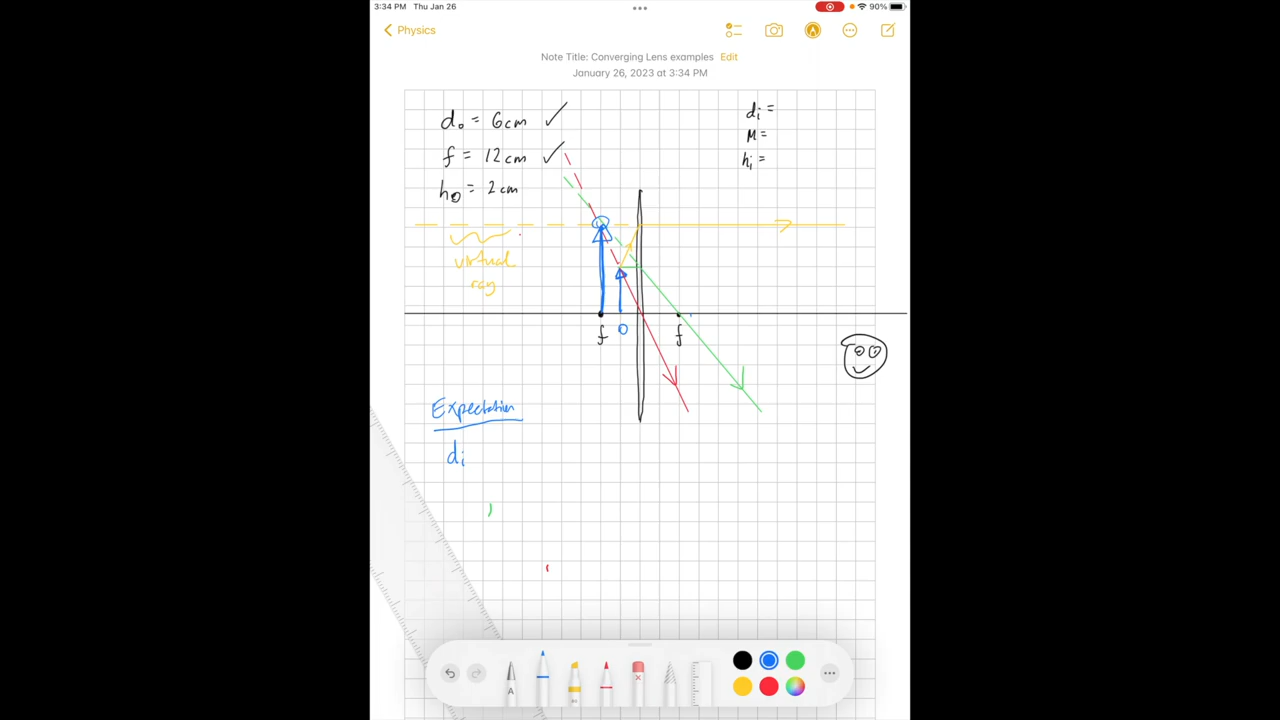 3:34 PM Thu Jan 26
90%
Physics
Note Title: Converging Lens examples Edit
January 26, 2023 at 3:34 PM
do = 6cm ✓
f = 12cm ✓
ho = 2cm
di =
M =
hi =
virtual
ray
f
o
f
Expectation
di
A